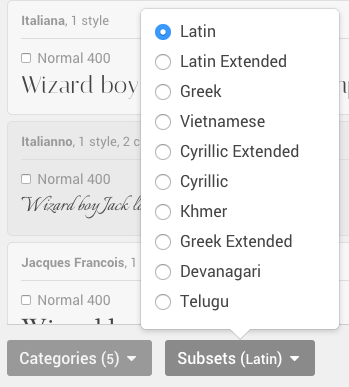 Italiana, 1 style
Normal 400
Wizard boy
Italianno, 1 style, 2
Normal 400
Wizard boy Jack
Jacques Francois, 1
Normal 400
Latin
Latin Extended
Greek
Vietnamese
Cyrillic Extended
Cyrillic
Khmer
Greek Extended
Devanagari
Telugu
Categories (5)
Subsets (Latin)